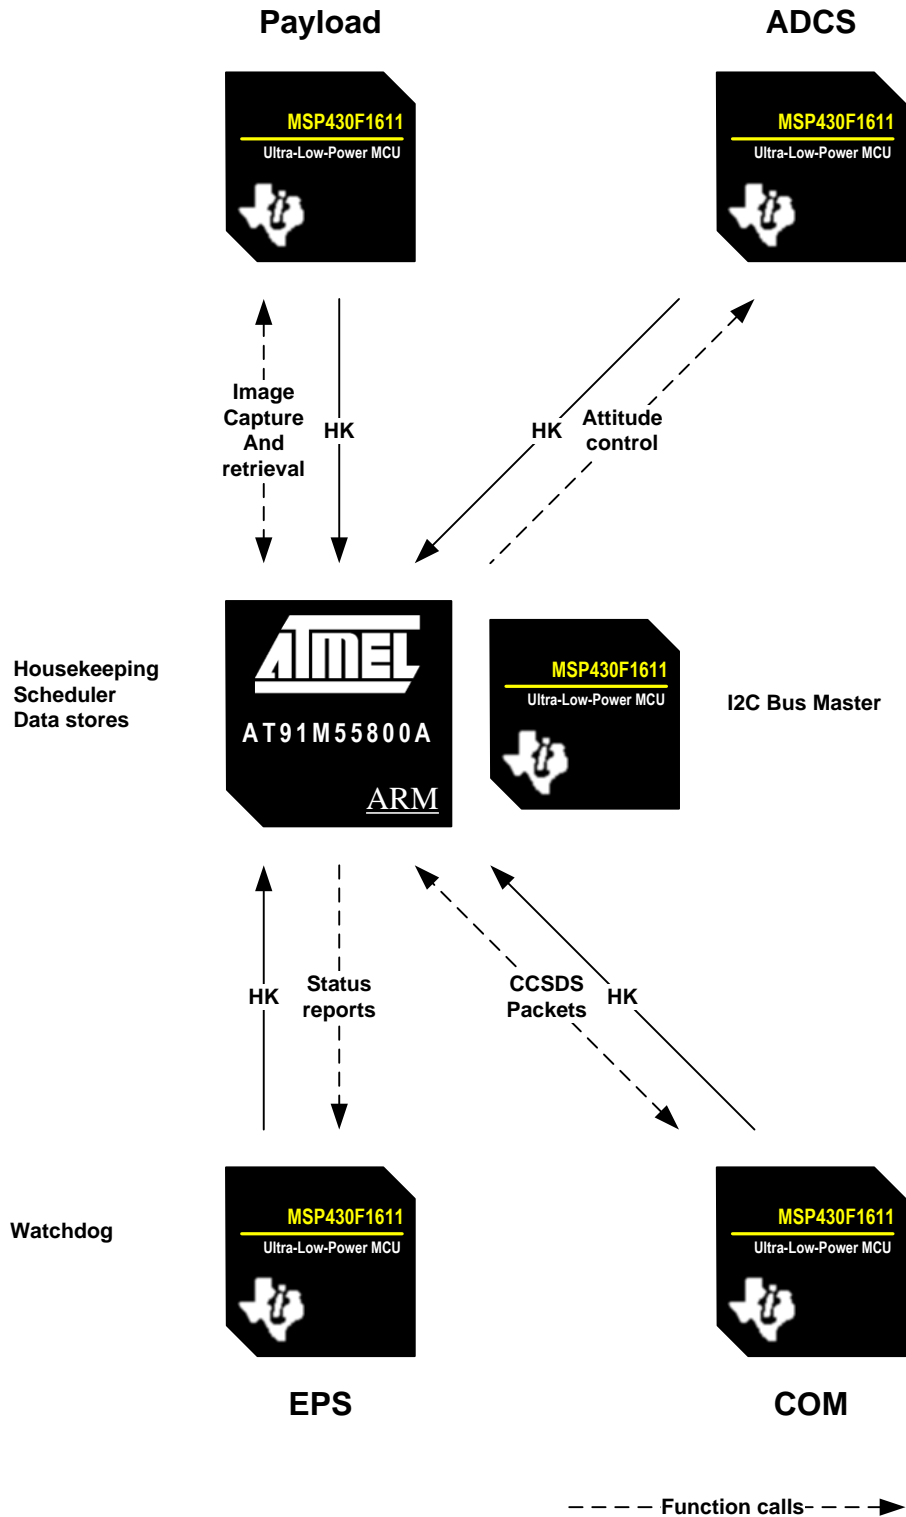 Payload
ADCS
MSP430F1611
Ultra-Low-Power MCU
MSP430F1611
Ultra-Low-Power MCU
Image
Capture
And
retrieval
HK
HK
Attitude
control
Housekeeping
Scheduler
Data stores
ATMEL
AT91M55800A
ARM
MSP430F1611
Ultra-Low-Power MCU
I2C Bus Master
HK
Status
reports
CCSDS
Packets
HK
Watchdog
MSP430F1611
Ultra-Low-Power MCU
MSP430F1611
Ultra-Low-Power MCU
EPS
COM
Function calls